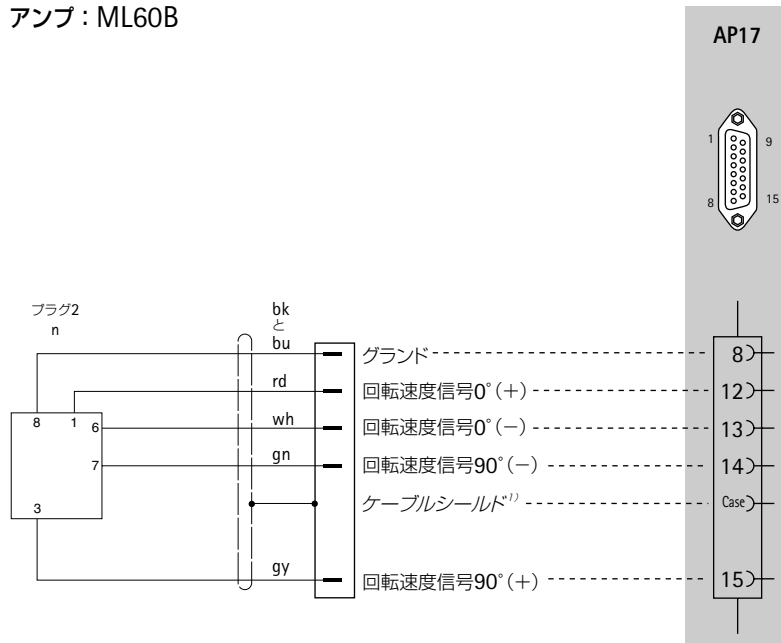 アンプ：ML60B
AP17
1
9
8
15
プラグ2
n
bk
と
bu
グランド
8
rd
回転速度信号0°（＋）
12
8
1
6
wh
回転速度信号0°（−）
13
7
gn
回転速度信号90°（−）
14
3
ケーブルシールド1)
Case
gy
回転速度信号90°（＋）
15